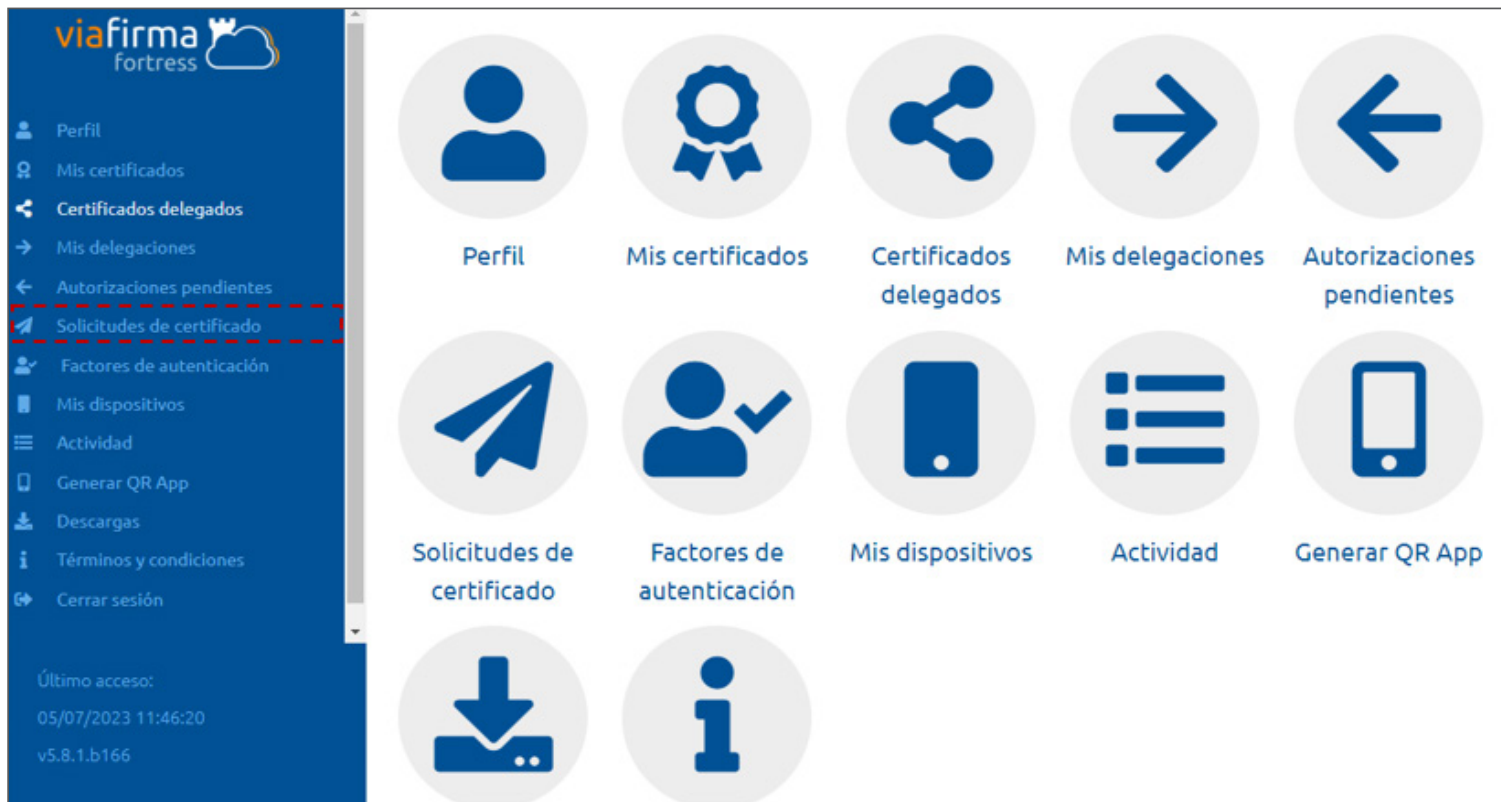 viafirma
fortress
Perfil
Mis certificados
Certificados delegados
Mis delegaciones
Autorizaciones pendientes
Solicitudes de certificado
Factores de autenticación
Mis dispositivos
Actividad
Generar QR App
Descargas
Términos y condiciones
Cerrar sesión
Último acceso:
05/07/2023 11:46:20
v5.8.1.b166
Perfil
Mis certificados
Certificados
delegados
Mis delegaciones
Autorizaciones
pendientes
Solicitudes de
certificado
Factores de
autenticación
Mis dispositivos
Actividad
Generar QR App